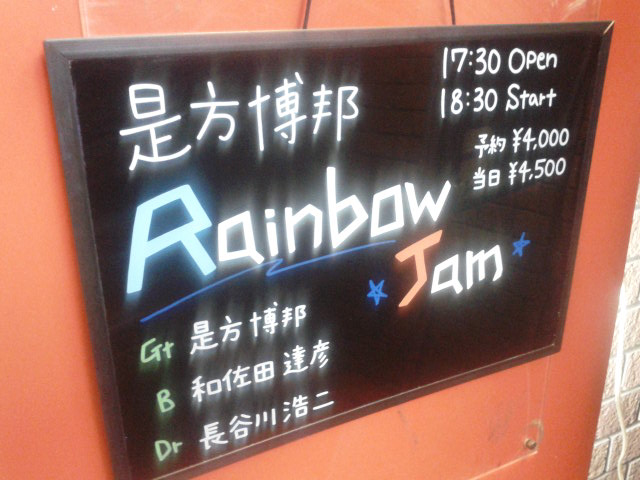 17:30 Open
18:30 Start
是方博邦
予約 ¥4,000
当日 ¥4,500
Rainbow
Jam
Gt 是方博邦
B 和佐田 達彦
Dr 長谷川 浩二